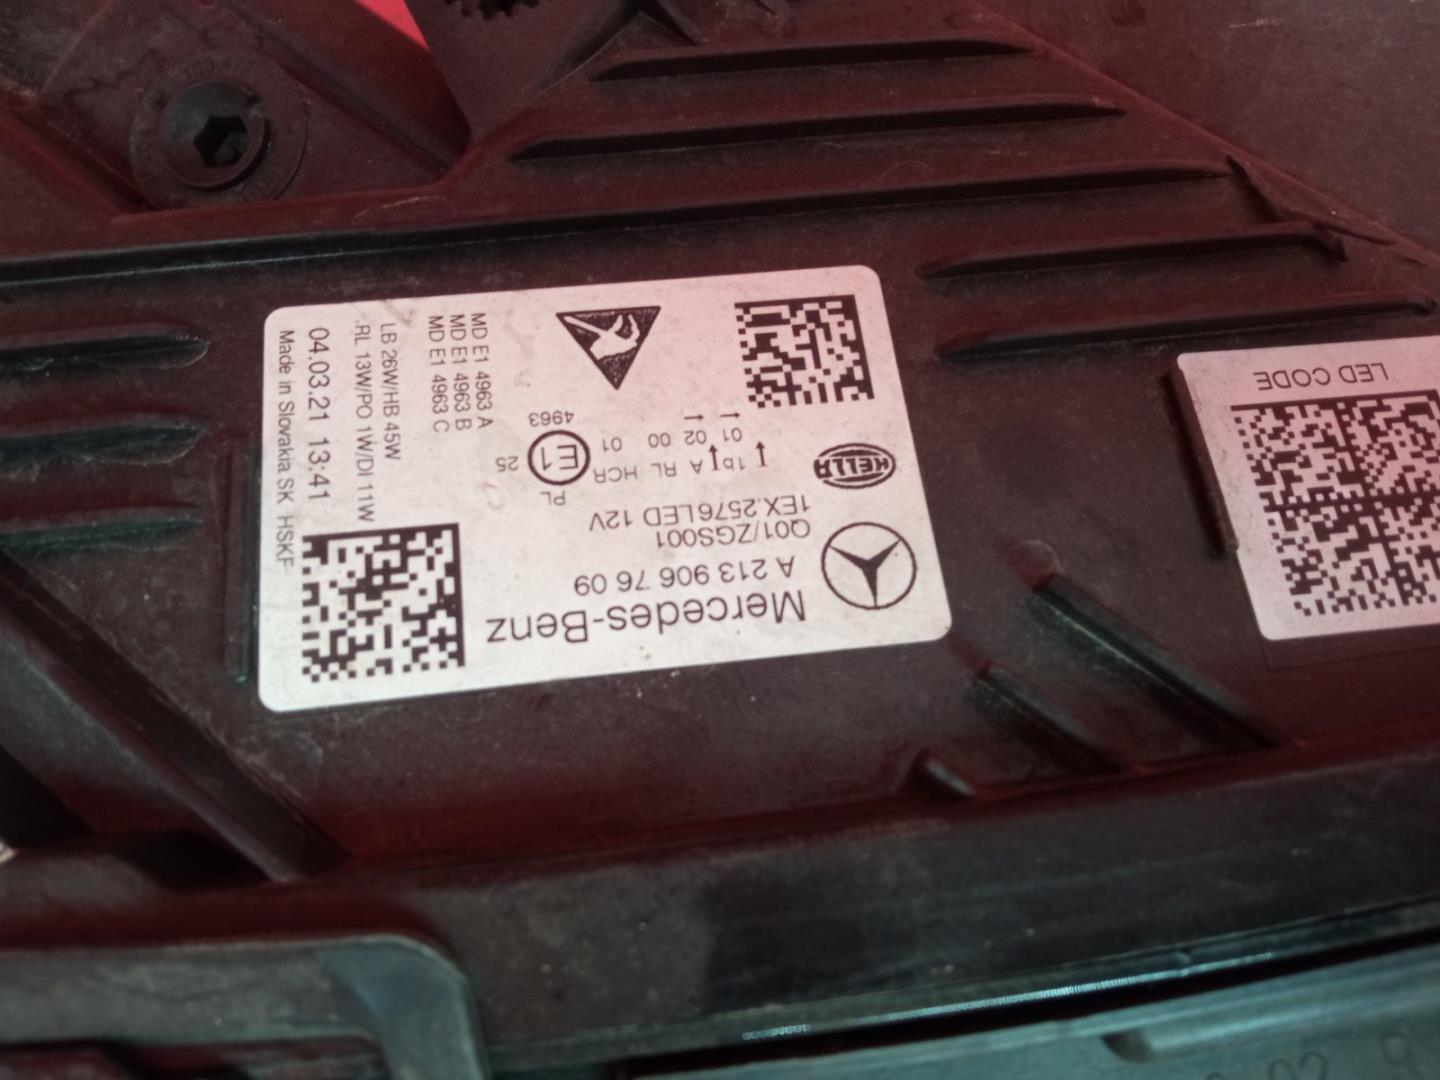 Mercedes-Benz
A 213 906 76 09
Q01/ZGS001
1EX.2576LED 12V
HELLA
A RL HCR
01 02 00 01
PL
E1
25
4963
MD E1 4963 A
MD E1 4963 B
MD E1 4963 C
LB 26W/HB 45W
RL 13W/PO 1W/DI 11W
04.03.21 13:41
Made in Slovakia SK HSKF
LED CODE